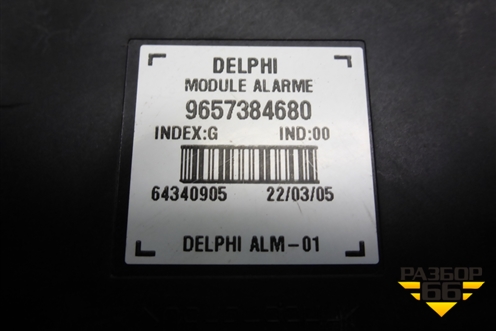 DELPHI
MODULE ALARME
9657384680
INDEX:G IND:00
64340905 22/03/05
DELPHI ALM-01
РАЗБОР
66